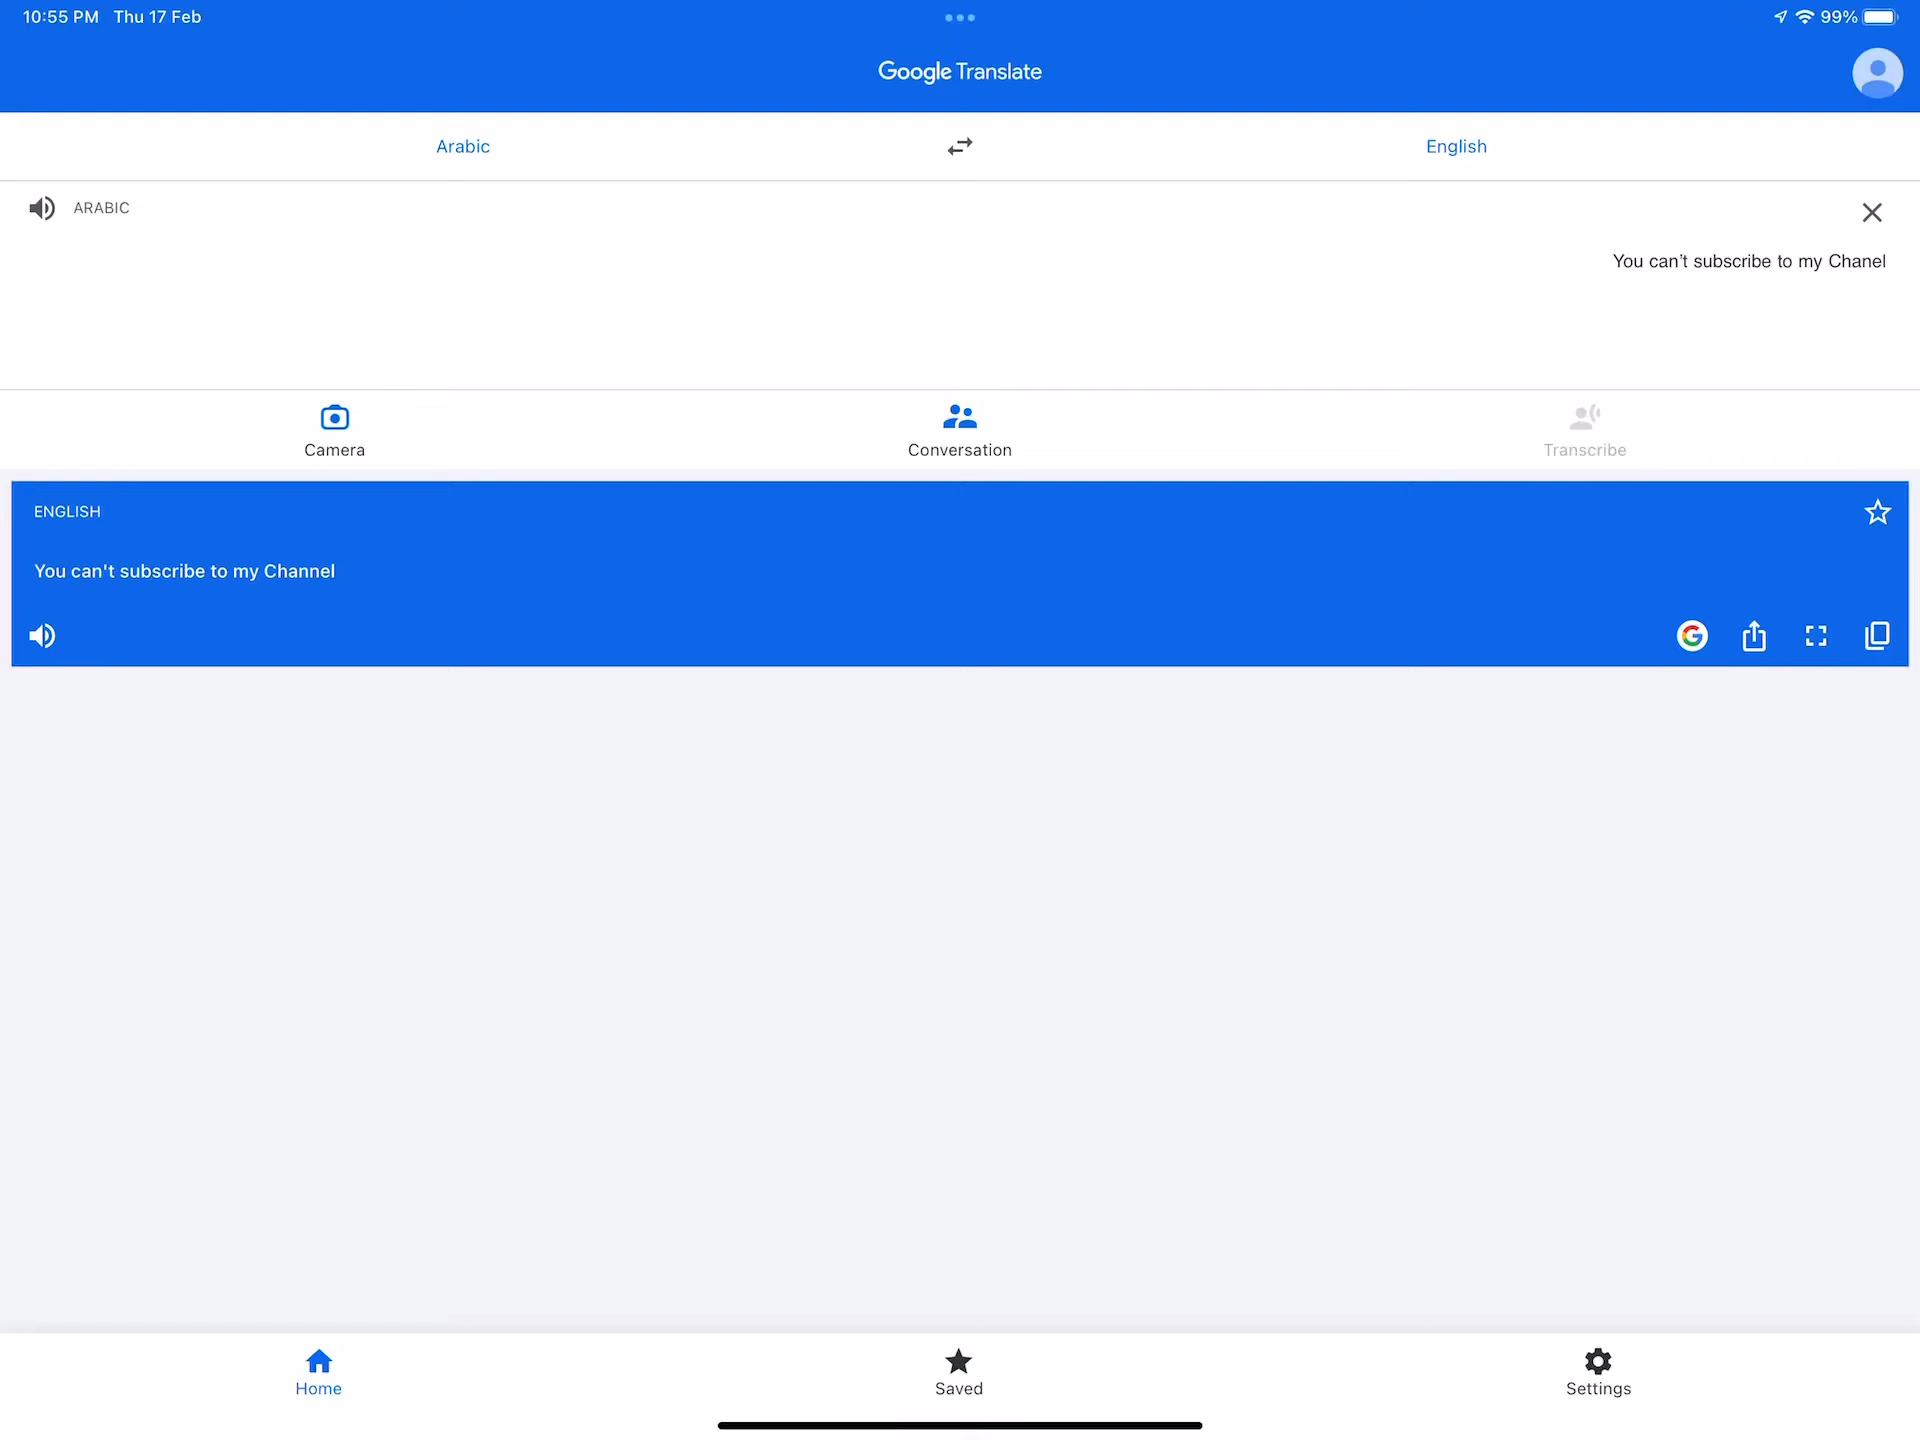 10:55 PM Thu 17 Feb
99%
Google Translate
Arabic
English
ARABIC
You can’t subscribe to my Chanel
Camera
Conversation
Transcribe
ENGLISH
You can't subscribe to my Channel
G
Home
Saved
Settings